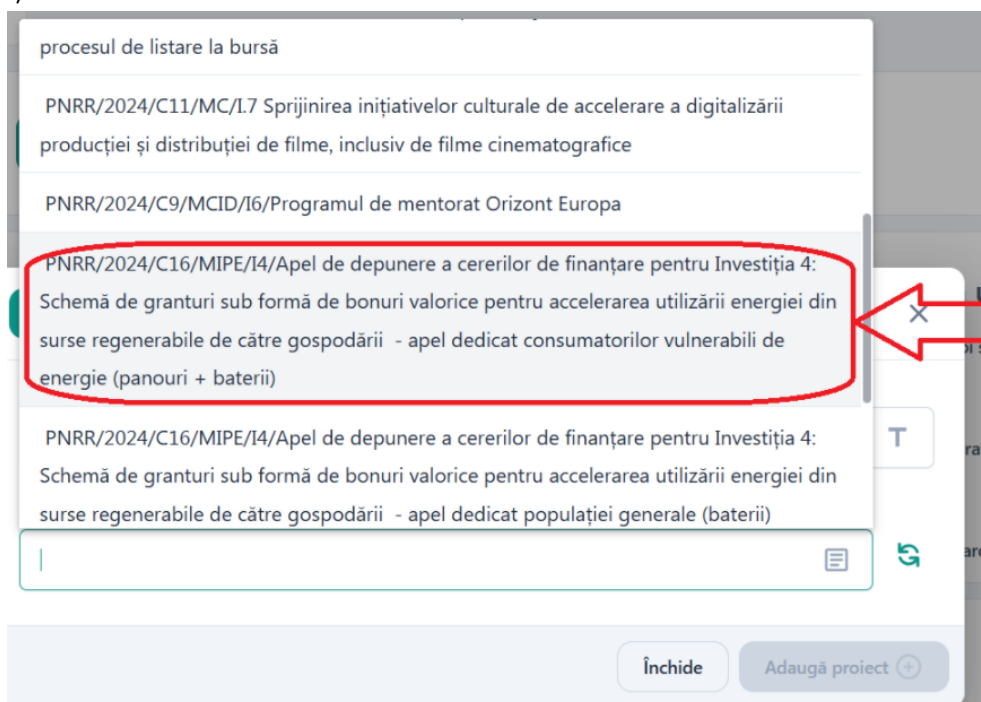 procesul de listare la bursă
PNRR/2024/C11/MC/I.7 Sprijinirea inițiativelor culturale de accelerare a digitalizării
producției și distribuției de filme, inclusiv de filme cinematografice
PNRR/2024/C9/MCID/I6/Programul de mentorat Orizont Europa
PNRR/2024/C16/MIPE/I4/Apel de depunere a cererilor de finanțare pentru Investiția 4:
Schemă de granturi sub formă de bonuri valorice pentru accelerarea utilizării energiei din
surse regenerabile de către gospodării - apel dedicat consumatorilor vulnerabili de
energie (panouri + baterii)
PNRR/2024/C16/MIPE/I4/Apel de depunere a cererilor de finanțare pentru Investiția 4:
Schemă de granturi sub formă de bonuri valorice pentru accelerarea utilizării energiei din
surse regenerabile de către gospodării - apel dedicat populației generale (baterii)
T
Închide
Adaugă proiect